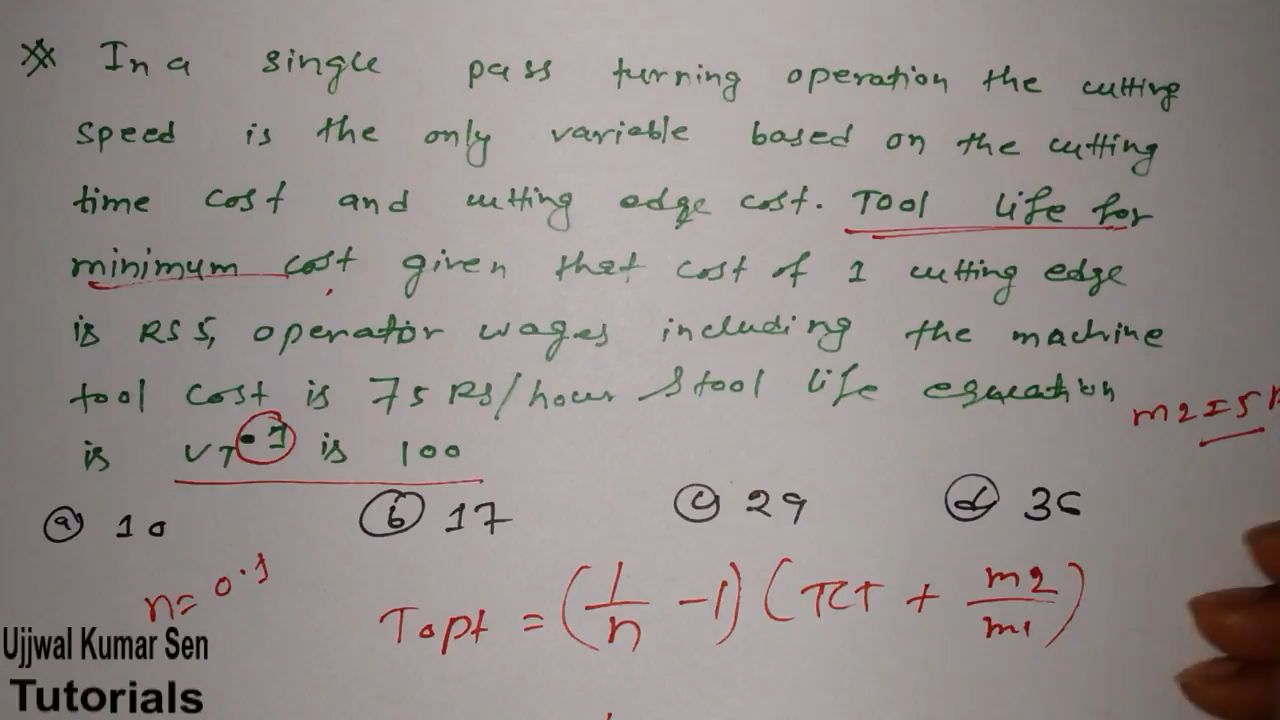 In a single pass turning operation the cutting
speed is the only variable based on the cutting
time cost and cutting edge cost. Tool life for
minimum cost given that cost of 1 cutting edge
is RS 5, operator wages including the machine
tool cost is 75 RS/hour & tool life equation
m2 = 5
is VT^.1 is 100
(a) 10 (b) 17 (c) 29 (d) 36
n = 0.1
Topt = (1/n - 1) (TCT + m2/m1)
Ujjwal Kumar Sen
Tutorials